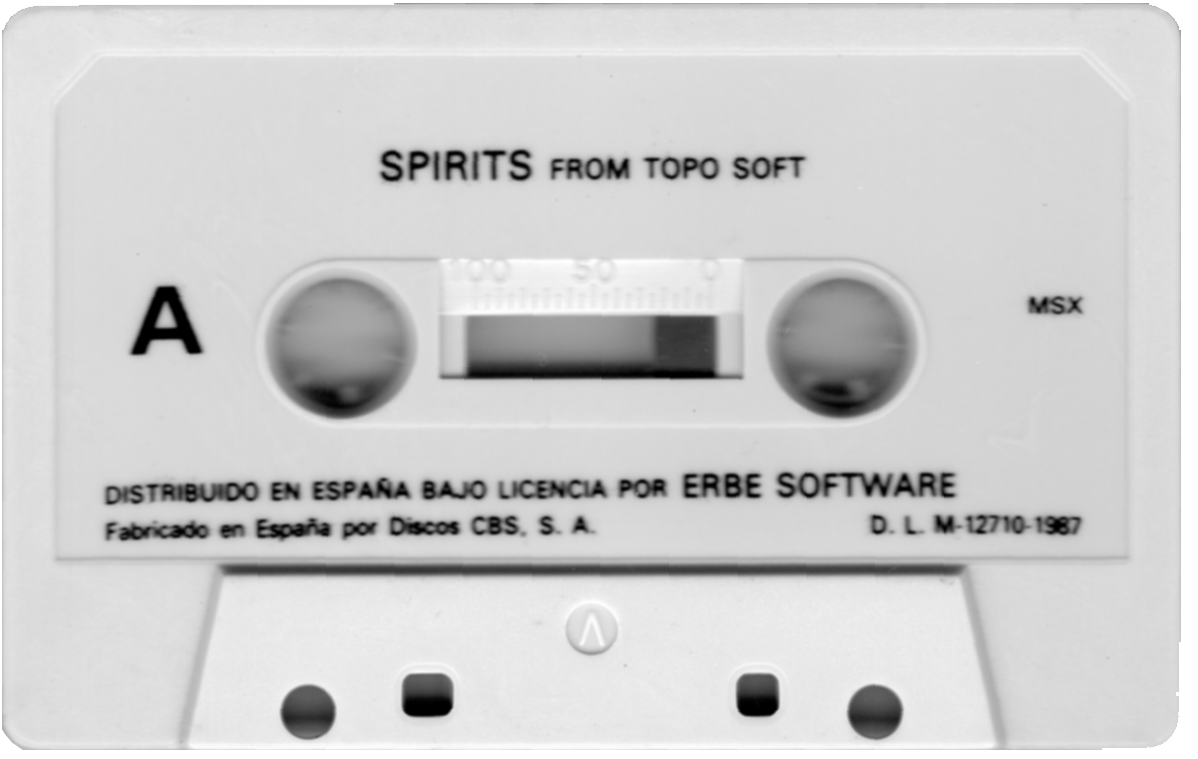 SPIRITS FROM TOPO SOFT
100 50 0
A
MSX
DISTRIBUIDO EN ESPAÑA BAJO LICENCIA POR ERBE SOFTWARE
Fabricado en España por Discos CBS, S. A. D. L. M-12710-1987